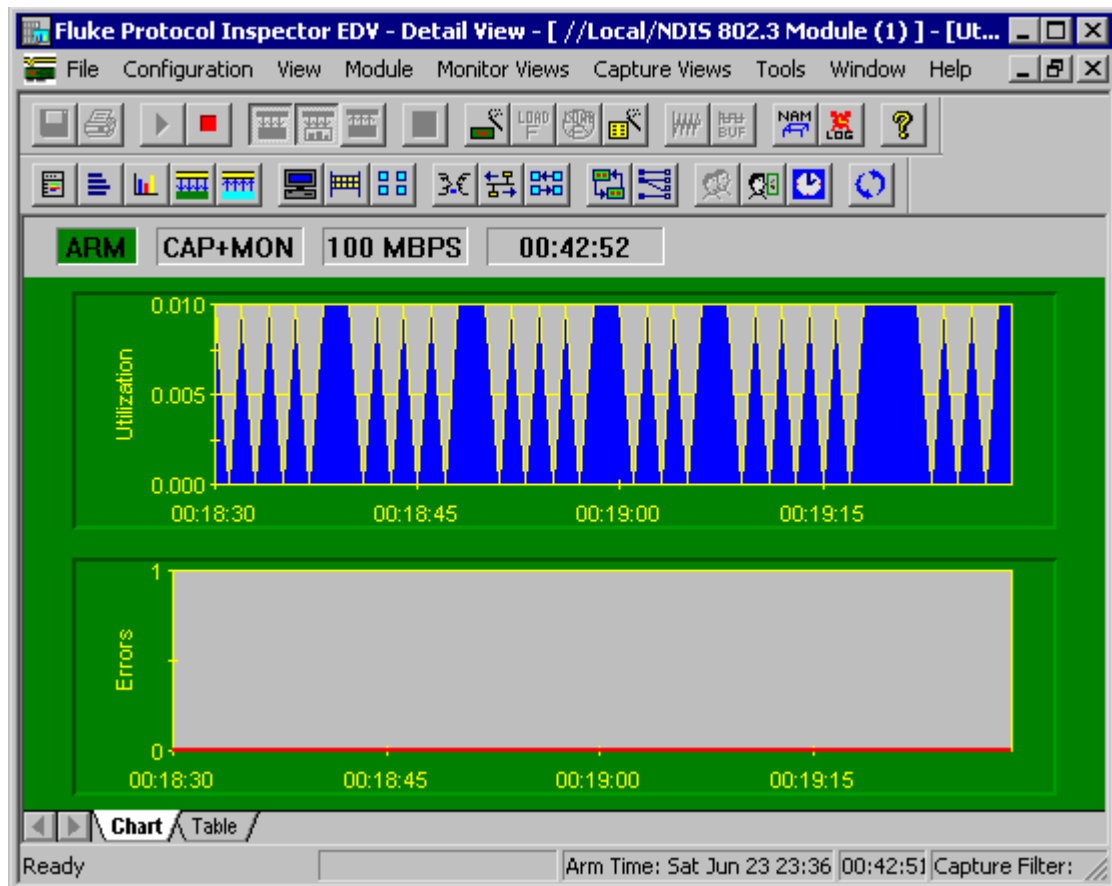 Fluke Protocol Inspector EDV - Detail View - [ //Local/NDIS 802.3 Module (1) ] - [Ut...
File Configuration View Module Monitor Views Capture Views Tools Window Help
LOAD F BUF NAM LOG ?
ARM CAP+MON 100 MBPS 00:42:52
0.010
Utilization
0.005
0.000
00:18:30 00:18:45 00:19:00 00:19:15
1
Errors
0
00:18:30 00:18:45 00:19:00 00:19:15
Chart Table
Ready Arm Time: Sat Jun 23 23:36 00:42:51 Capture Filter: